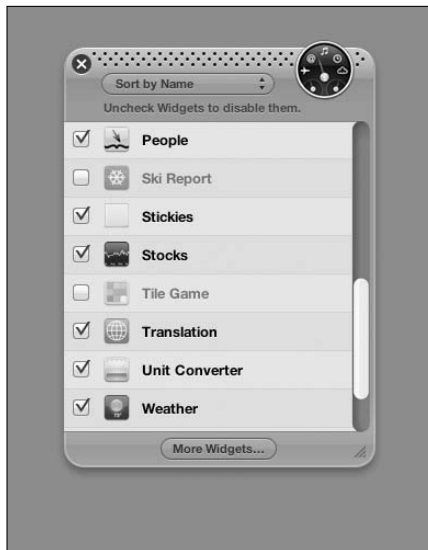 Sort by Name
Uncheck Widgets to disable them.
People
Ski Report
Stickies
Stocks
Tile Game
Translation
Unit Converter
Weather
More Widgets...